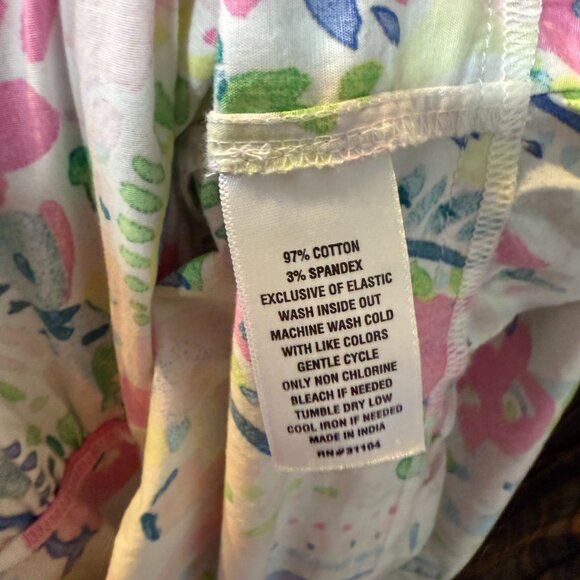 97% COTTON
3% SPANDEX
EXCLUSIVE OF ELASTIC
WASH INSIDE OUT
MACHINE WASH COLD
WITH LIKE COLORS
GENTLE CYCLE
ONLY NON CHLORINE
BLEACH IF NEEDED
TUMBLE DRY LOW
COOL IRON IF NEEDED
MADE IN INDIA
RN#31104